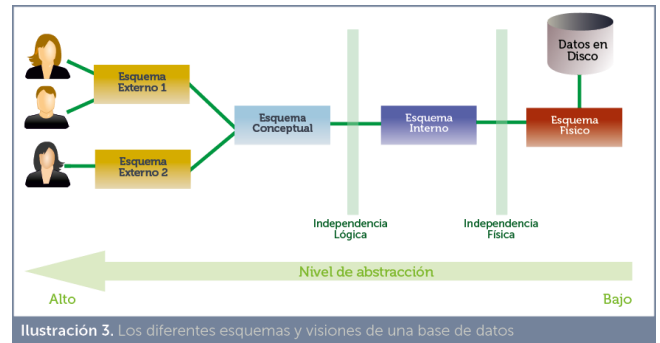 Datos en
Disco
Esquema
Externo 1
Esquema
Conceptual
Esquema
Interno
Esquema
Físico
Esquema
Externo 2
Independencia
Lógica
Independencia
Física
Nivel de abstracción
Alto
Bajo
Ilustración 3. Los diferentes esquemas y visiones de una base de datos